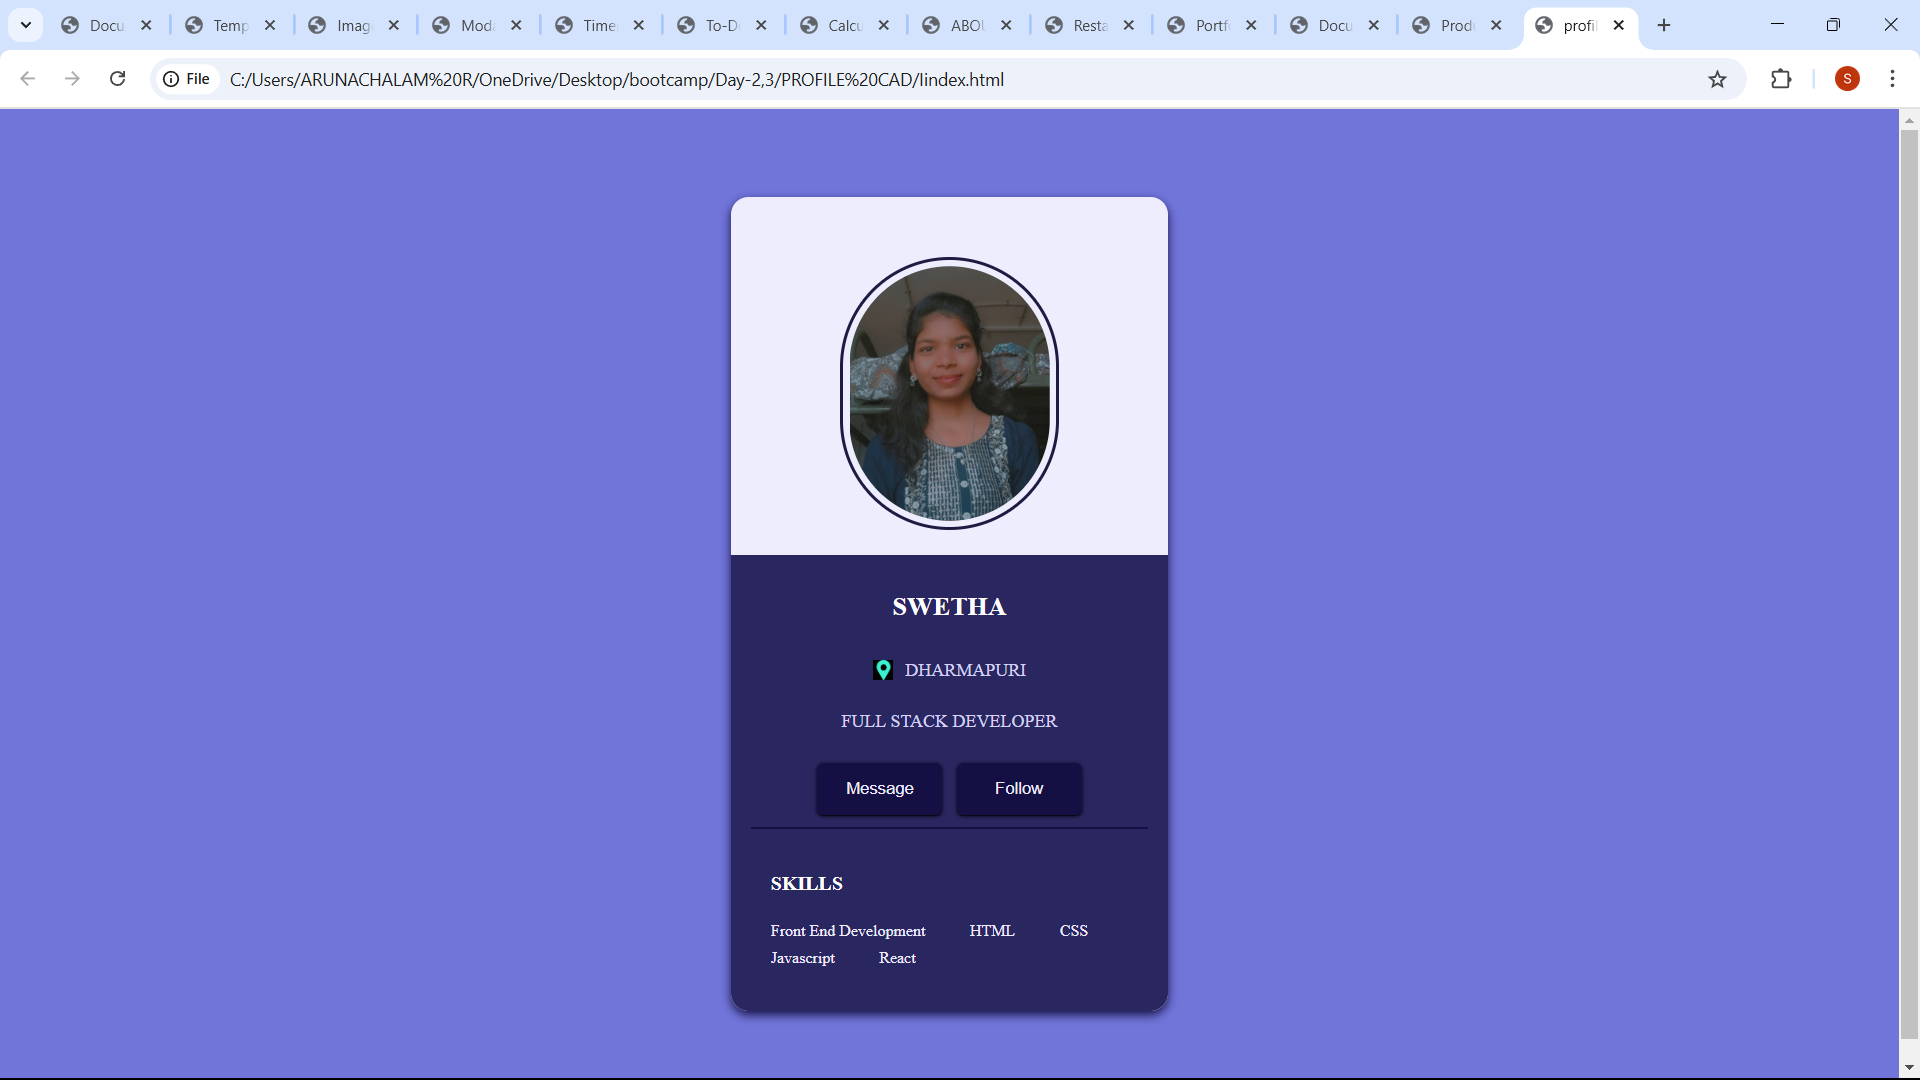 Docu Temp Imag Moda Time To-D Calcu ABOU Resta Portf Docu Prod profil
File C:/Users/ARUNACHALAM%20R/OneDrive/Desktop/bootcamp/Day-2,3/PROFILE%20CAD/Iindex.html S
SWETHA
DHARMAPURI
FULL STACK DEVELOPER
Message Follow
SKILLS
Front End Development HTML CSS
Javascript React